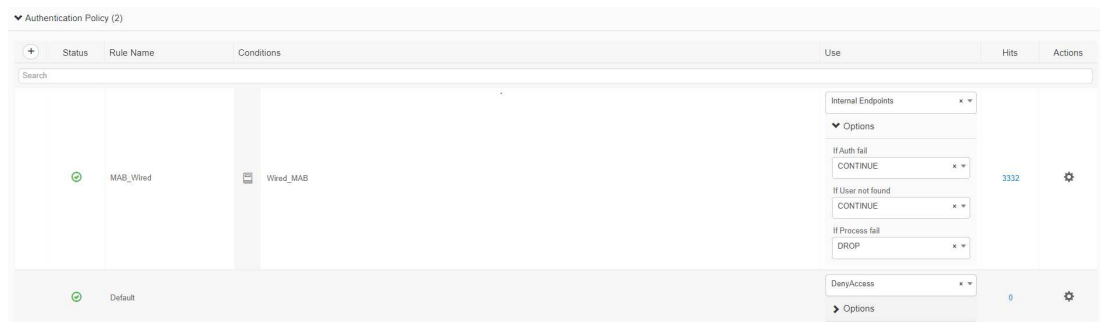 Authentication Policy (2)
+ Status Rule Name Conditions Use Hits Actions
Search
Internal Endpoints × 
Options
If Auth fail
CONTINUE ×
MAB_Wired Wired_MAB 3332
If User not found
CONTINUE ×
If Process fail
DROP ×
DenyAccess ×
Default 0
Options